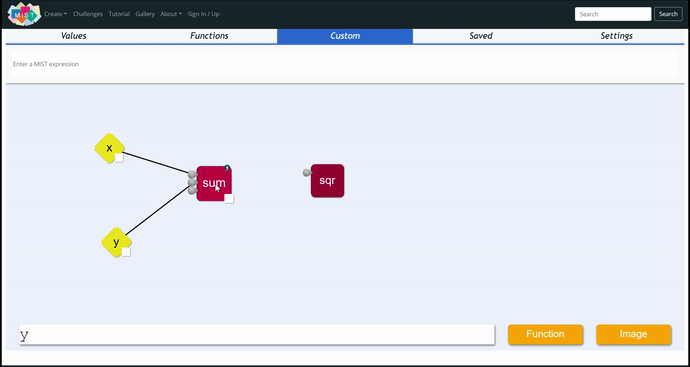 MIST Create Challenges Tutorial Gallery About Sign In / Up Search Search
Values Functions Custom Saved Settings
Enter a MIST expression
x
sum
sqr
y
y Function Image